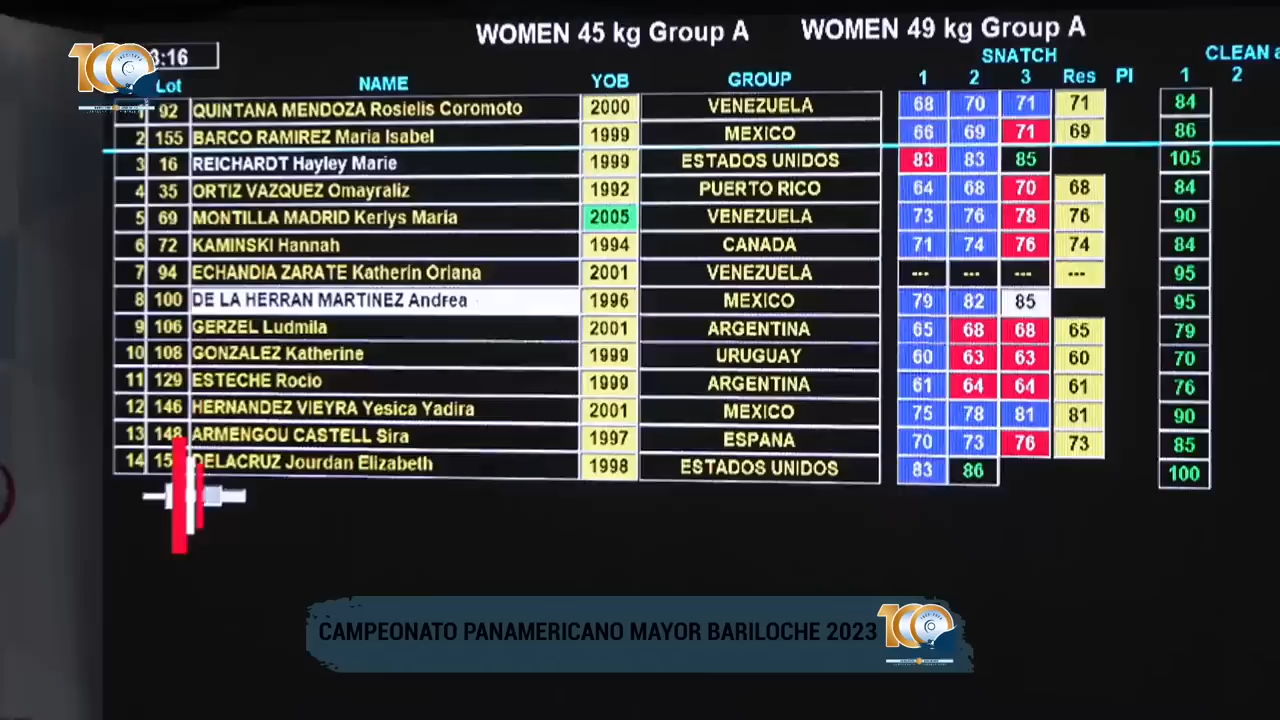 WOMEN 45 kg Group A WOMEN 49 kg Group A
3:16 SNATCH CLEAN
Lot NAME YOB GROUP 1 2 3 Res Pl 1 2
1 92 QUINTANA MENDOZA Rosielis Coromoto 2000 VENEZUELA 68 70 71 71 84
2 155 BARCO RAMIREZ Maria Isabel 1999 MEXICO 66 69 71 69 86
3 16 REICHARDT Hayley Marie 1999 ESTADOS UNIDOS 83 83 85 105
4 35 ORTIZ VAZQUEZ Omayraliz 1992 PUERTO RICO 64 68 70 68 84
5 69 MONTILLA MADRID Kerlys Maria 2005 VENEZUELA 73 76 78 76 90
6 72 KAMINSKI Hannah 1994 CANADA 71 74 76 74 84
7 94 ECHANDIA ZARATE Katherin Oriana 2001 VENEZUELA --- --- --- --- 95
8 100 DE LA HERRAN MARTINEZ Andrea 1996 MEXICO 79 82 85 95
9 106 GERZEL Ludmila 2001 ARGENTINA 65 68 68 65 79
10 108 GONZALEZ Katherine 1999 URUGUAY 60 63 63 60 70
11 129 ESTECHE Rocio 1999 ARGENTINA 61 64 64 61 76
12 146 HERNANDEZ VIEYRA Yesica Yadira 2001 MEXICO 75 78 81 81 90
13 148 ARMENGOU CASTELL Sira 1997 ESPANA 70 73 76 73 85
14 DELACRUZ Jourdan Elizabeth 1998 ESTADOS UNIDOS 83 86 100
CAMPEONATO PANAMERICANO MAYOR BARILOCHE 2023 100